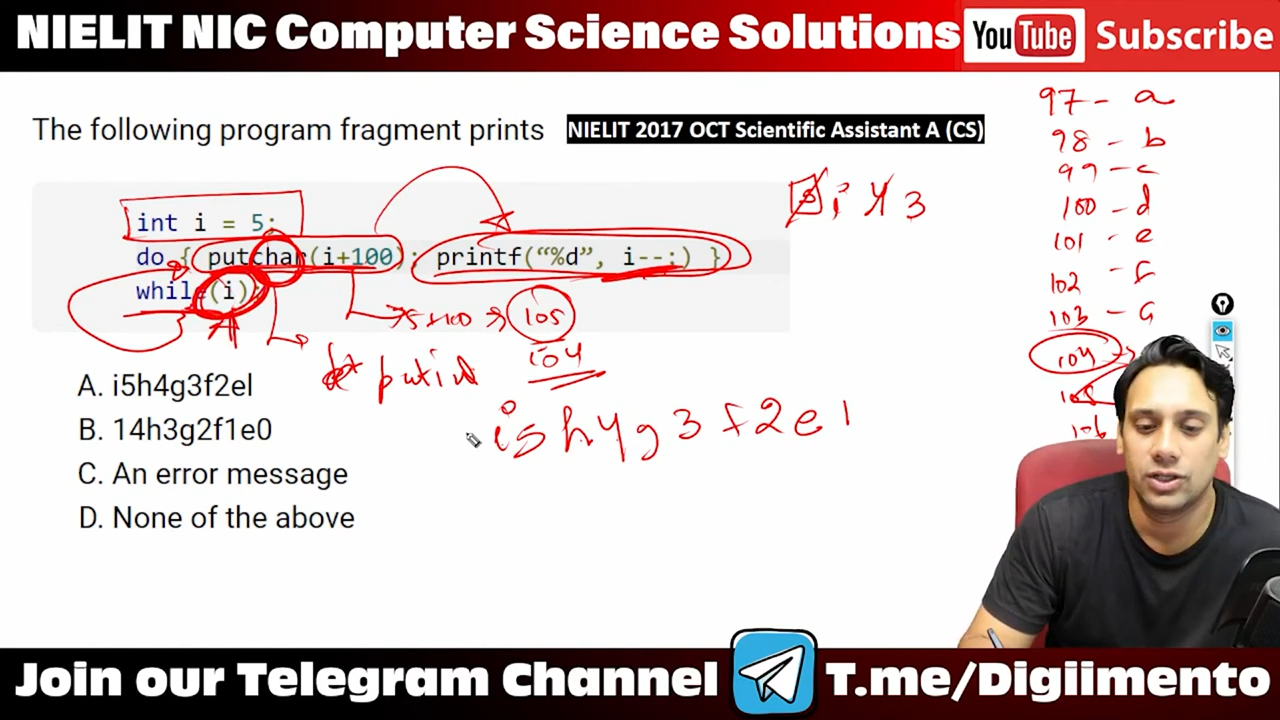 NIELIT NIC Computer Science Solutions YouTube Subscribe
The following program fragment prints NIELIT 2017 OCT Scientific Assistant A (CS)
int i = 5;
do { putchar(i+100); printf(“%d”, i--;) }
while(i);
A. i5h4g3f2el
B. 14h3g2f1e0
C. An error message
D. None of the above
97 - a
98 - b
99 - c
100 - d
101 - e
102 - f
103 - G
104
105
106
i 4 3
5+100 → 105
104
i5h4g3f2e1
Join our Telegram Channel T.me/Digiimento